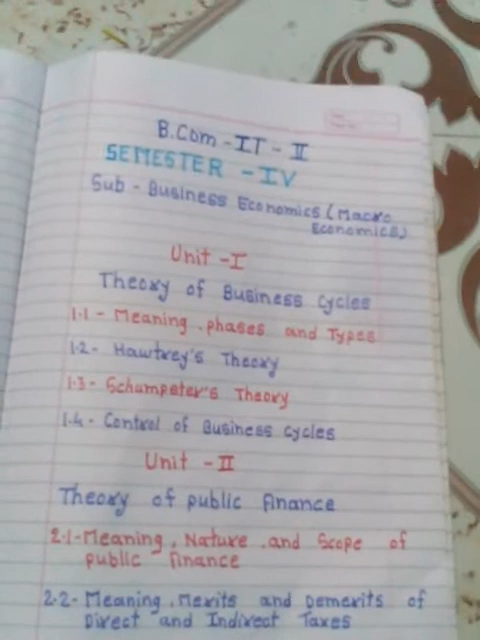 B.Com - IT - II
SEMESTER - IV
Sub - Business Economics (Macro
Economics)
Unit - I
Theory of Business Cycles
1.1 - Meaning, phases and Types
1.2 - Hawtrey's Theory
1.3 - Schumpeter's Theory
1.4 - Control of Business Cycles
Unit - II
Theory of public finance
2.1 - Meaning, Nature and Scope of
public finance
2.2 - Meaning, Merits and Demerits of
Direct and Indirect Taxes